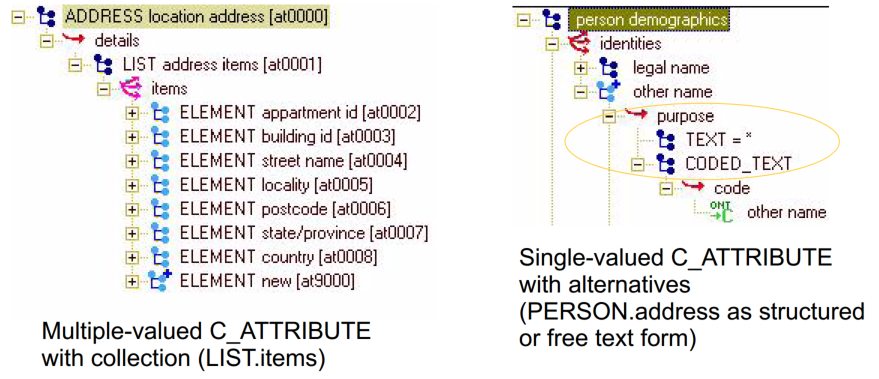 ADDRESS location address [at0000]
details
LIST address items [at0001]
items
ELEMENT appartment id [at0002]
ELEMENT building id [at0003]
ELEMENT street name [at0004]
ELEMENT locality [at0005]
ELEMENT postcode [at0006]
ELEMENT state/province [at0007]
ELEMENT country [at0008]
ELEMENT new [at9000]
Multiple-valued C_ATTRIBUTE
with collection (LIST.items)
person demographics
identities
legal name
other name
purpose
TEXT = *
CODED_TEXT
code
ONT C other name
Single-valued C_ATTRIBUTE
with alternatives
(PERSON.address as structured
or free text form)